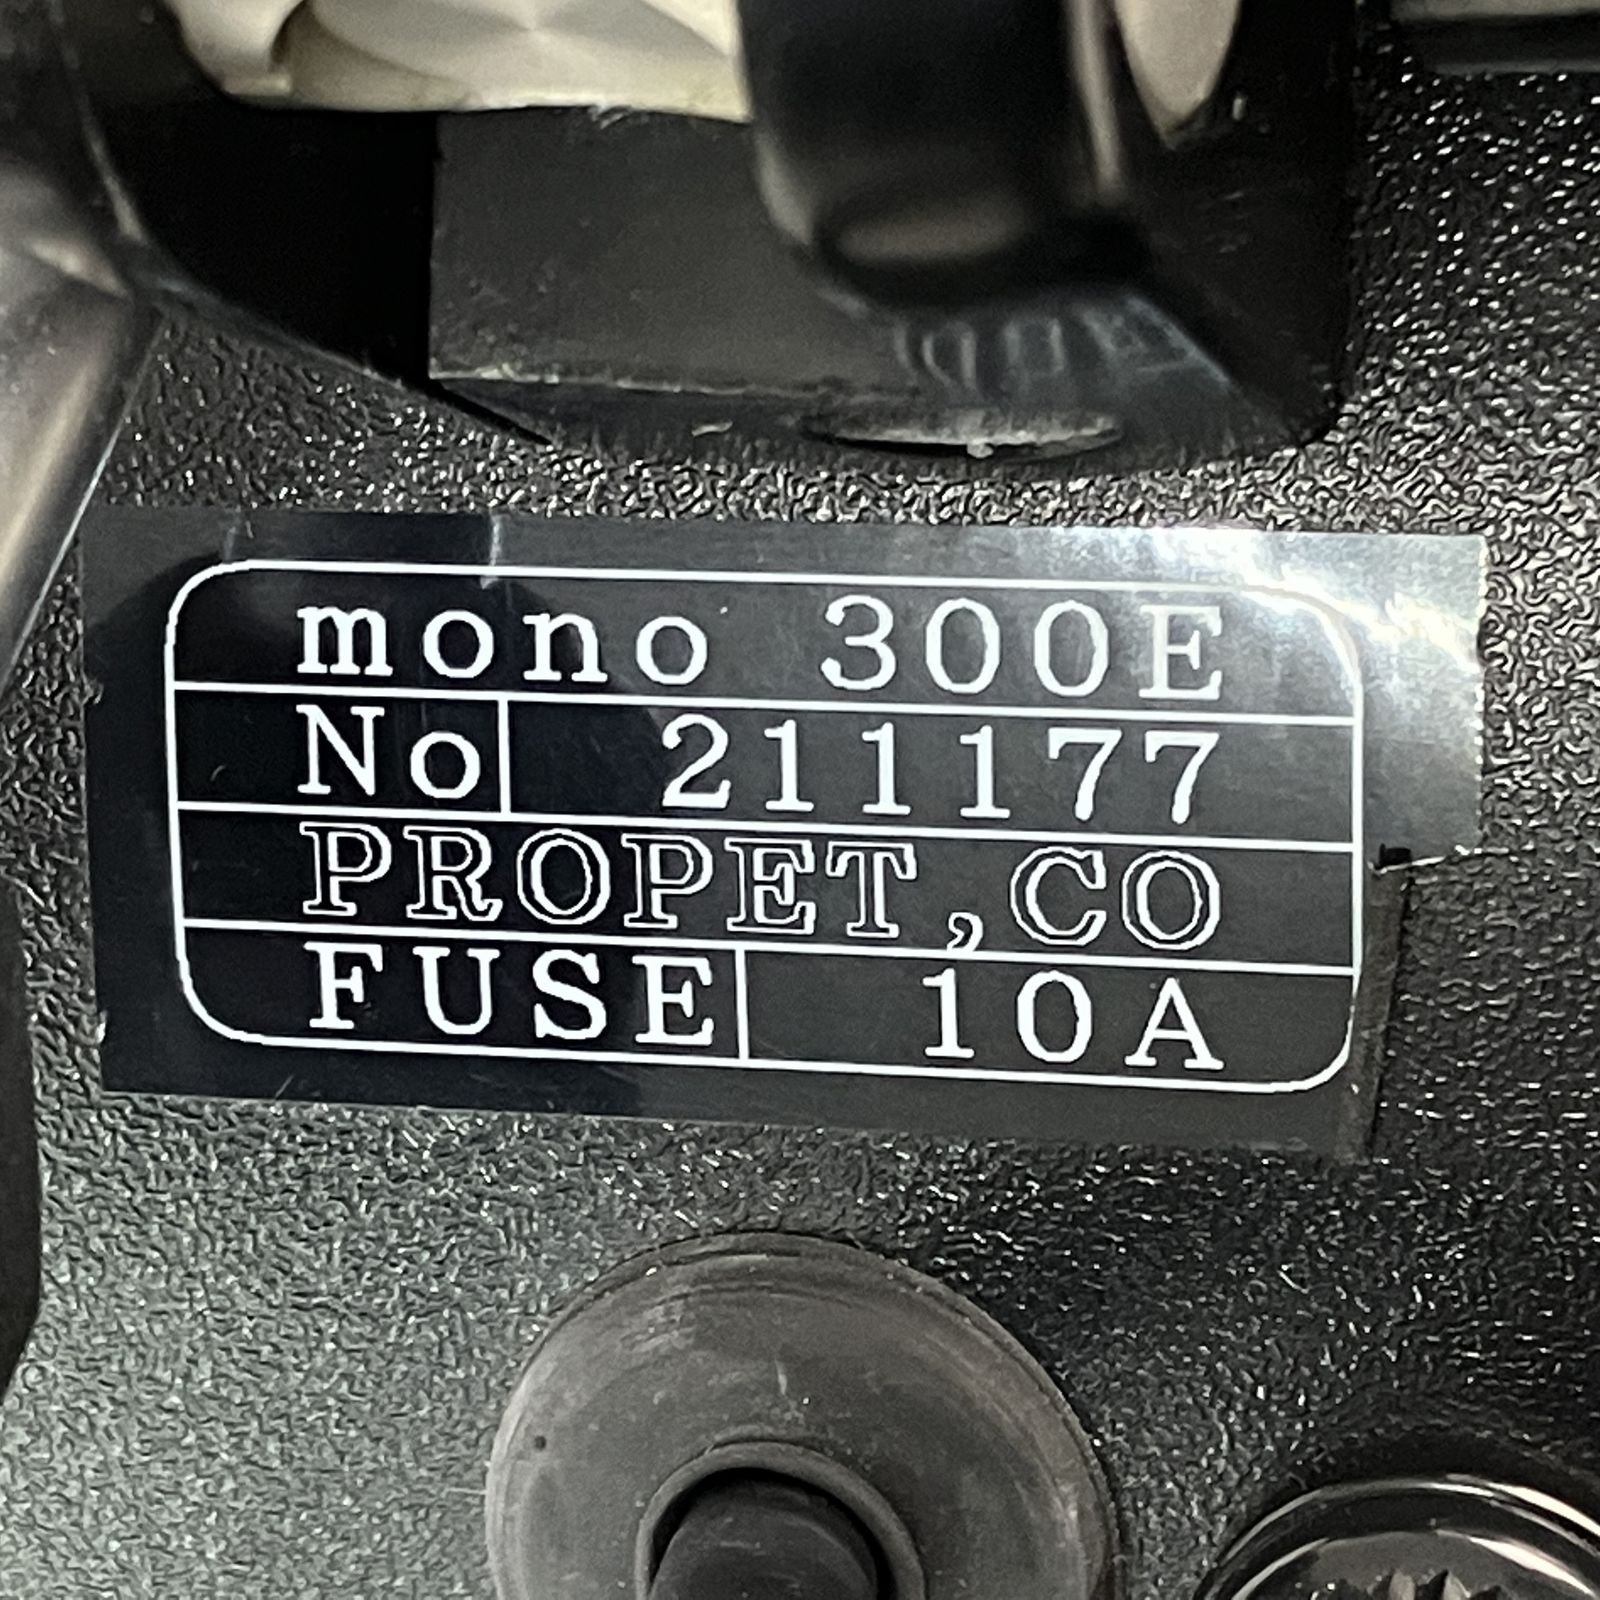 mono 300E
No 211177
PROPET,CO
FUSE 10A